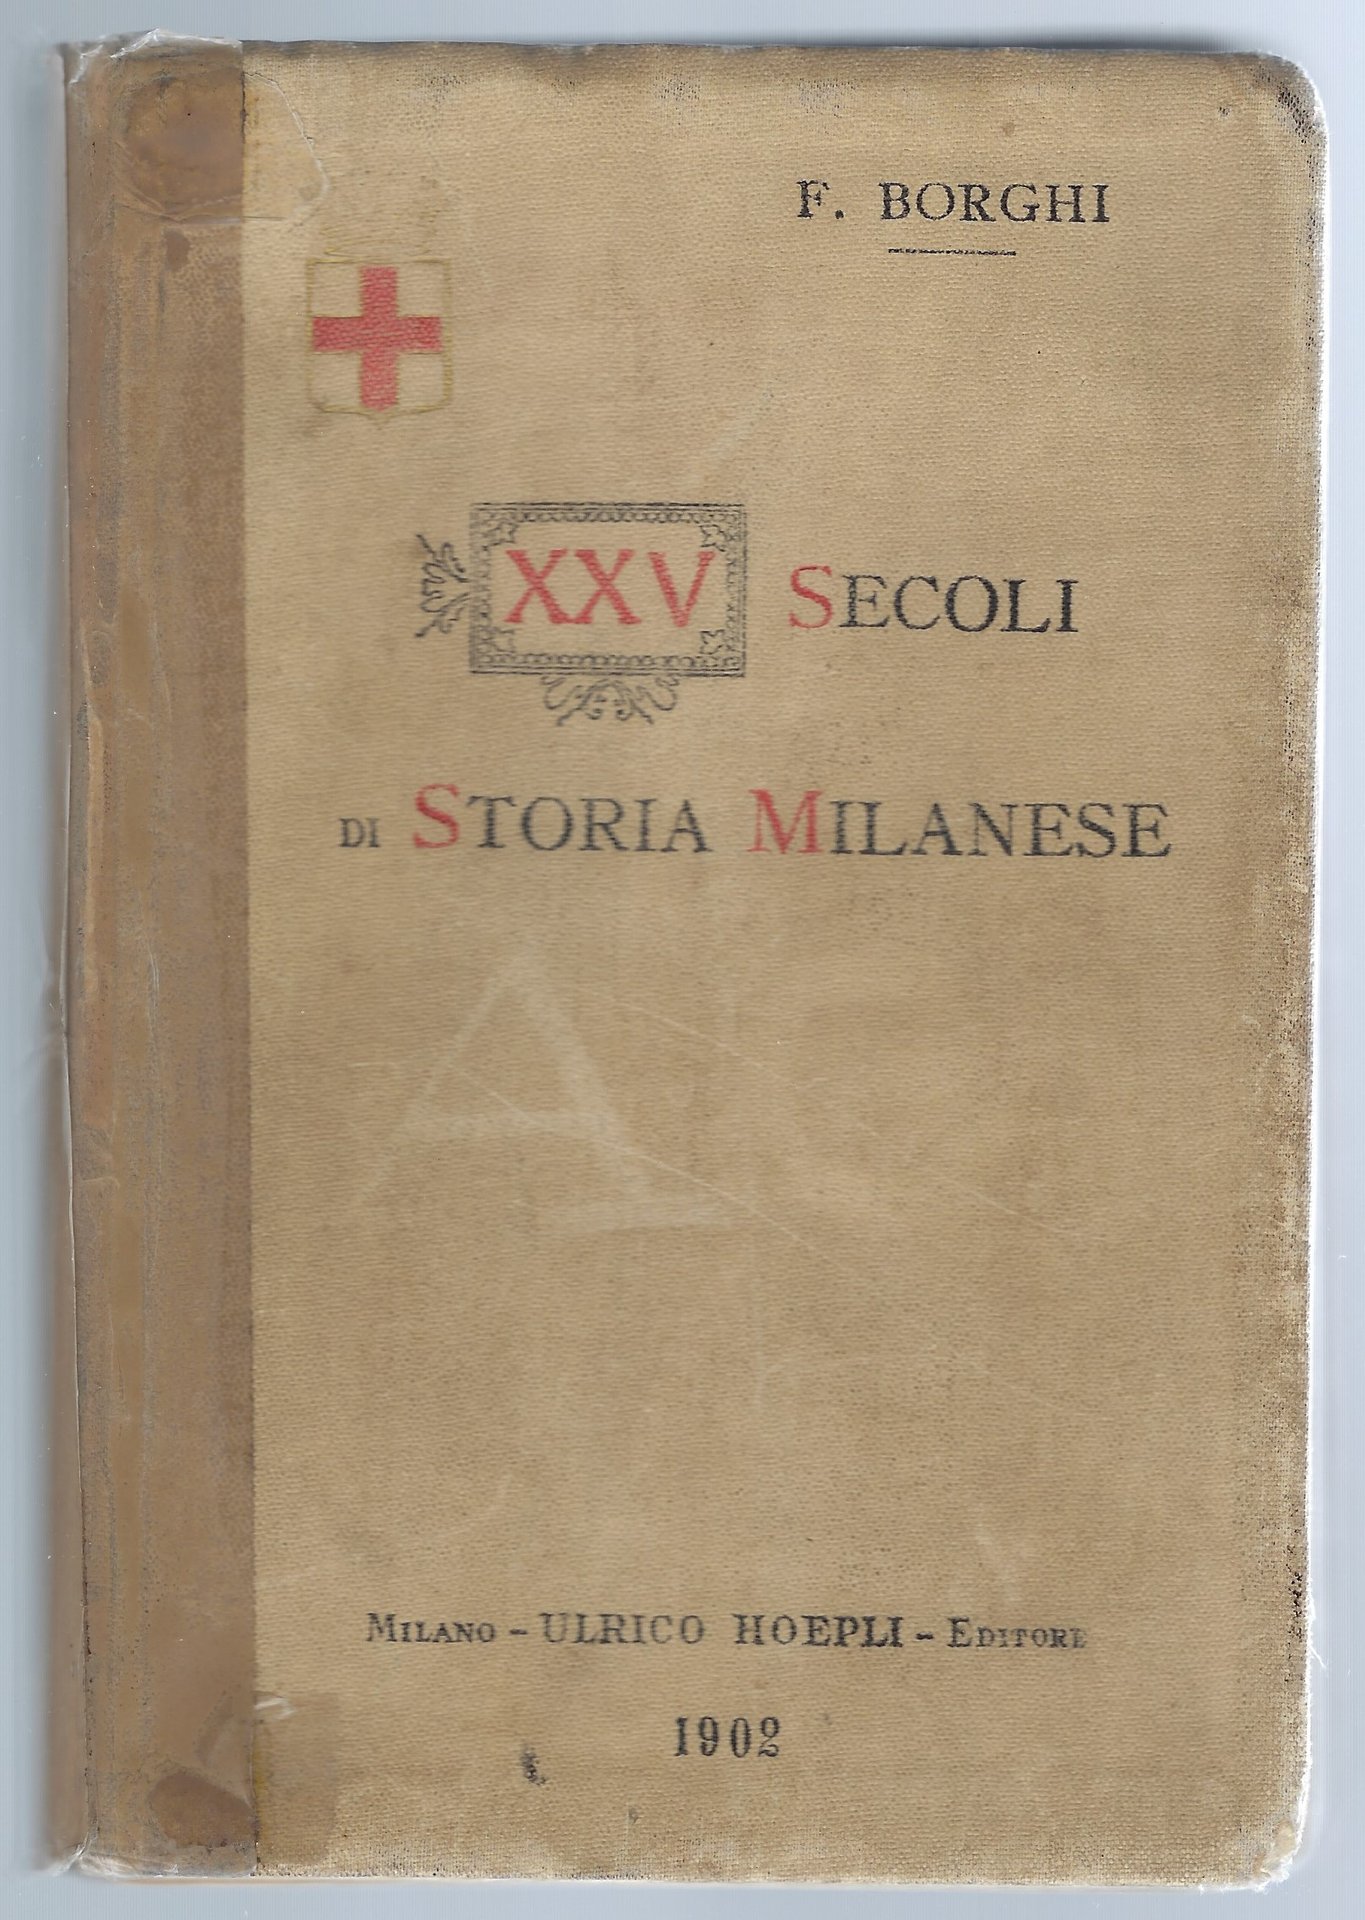 F. BORGHI
XXV SECOLI
DI STORIA MILANESE
MILANO - ULRICO HOEPLI - EDITORE
1902